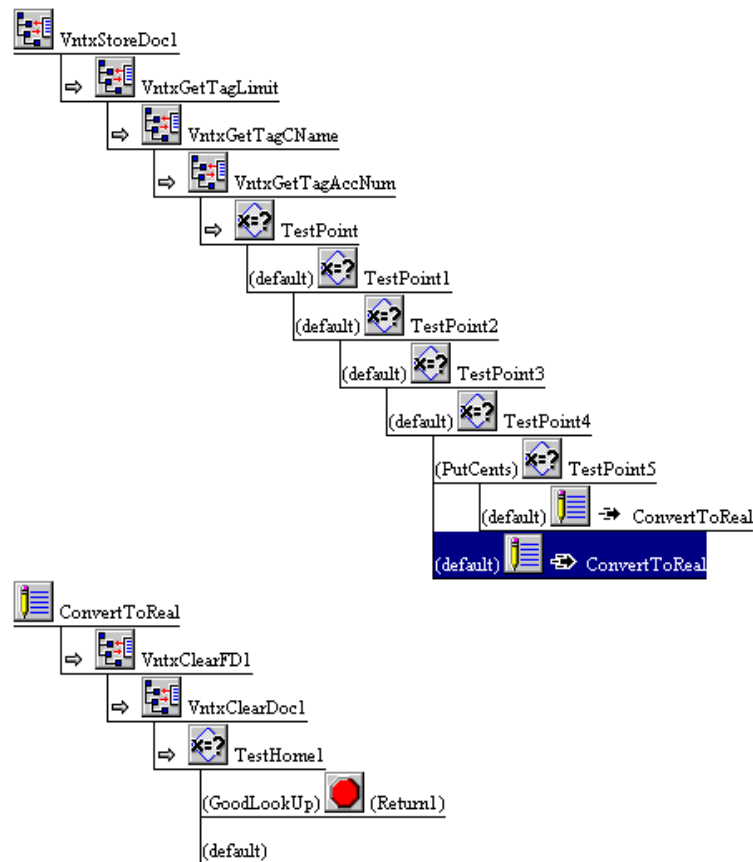 VntxStoreDoc1
VntxGetTagLimit
VntxGetTagCName
VntxGetTagAccNum
x=? TestPoint
(default) x=? TestPoint1
(default) x=? TestPoint2
(default) x=? TestPoint3
(default) x=? TestPoint4
(PutCents) x=? TestPoint5
(default) ConvertToReal
(default) ConvertToReal
ConvertToReal
VntxClearFD1
VntxClearDoc1
x=? TestHome1
(GoodLookUp) (Return1)
(default)